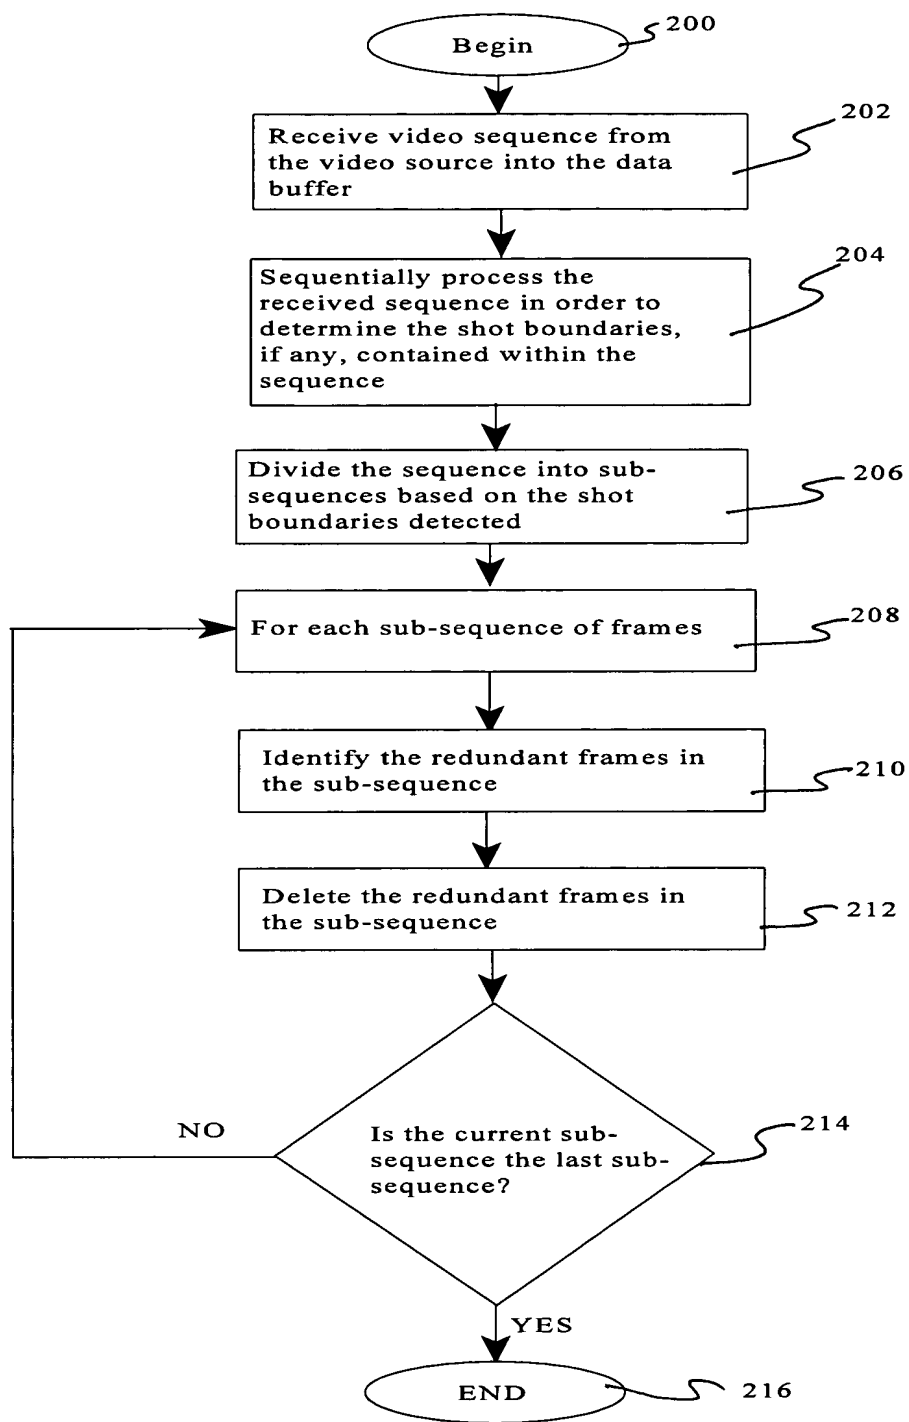 Begin
200
Receive video sequence from
the video source into the data
buffer
202
Sequentially process the
received sequence in order to
determine the shot boundaries,
if any, contained within the
sequence
204
Divide the sequence into sub-
sequences based on the shot
boundaries detected
206
For each sub-sequence of frames
208
Identify the redundant frames in
the sub-sequence
210
Delete the redundant frames in
the sub-sequence
212
NO
Is the current sub-
sequence the last sub-
sequence?
214
YES
END
216